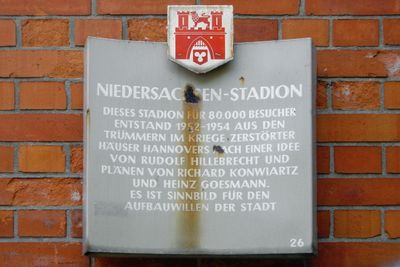 NIEDERSACHSEN-STADION
DIESES STADION FÜR 80.000 BESUCHER
ENTSTAND 1952-1954 AUS DEN
TRÜMMERN IM KRIEGE ZERSTÖRTER
HÄUSER HANNOVERS NACH EINER IDEE
VON RUDOLF HILLEBRECHT UND
PLÄNEN VON RICHARD KONWIARTZ
UND HEINZ GOESMANN.
ES IST SINNBILD FÜR DEN
AUFBAUWILLEN DER STADT
26